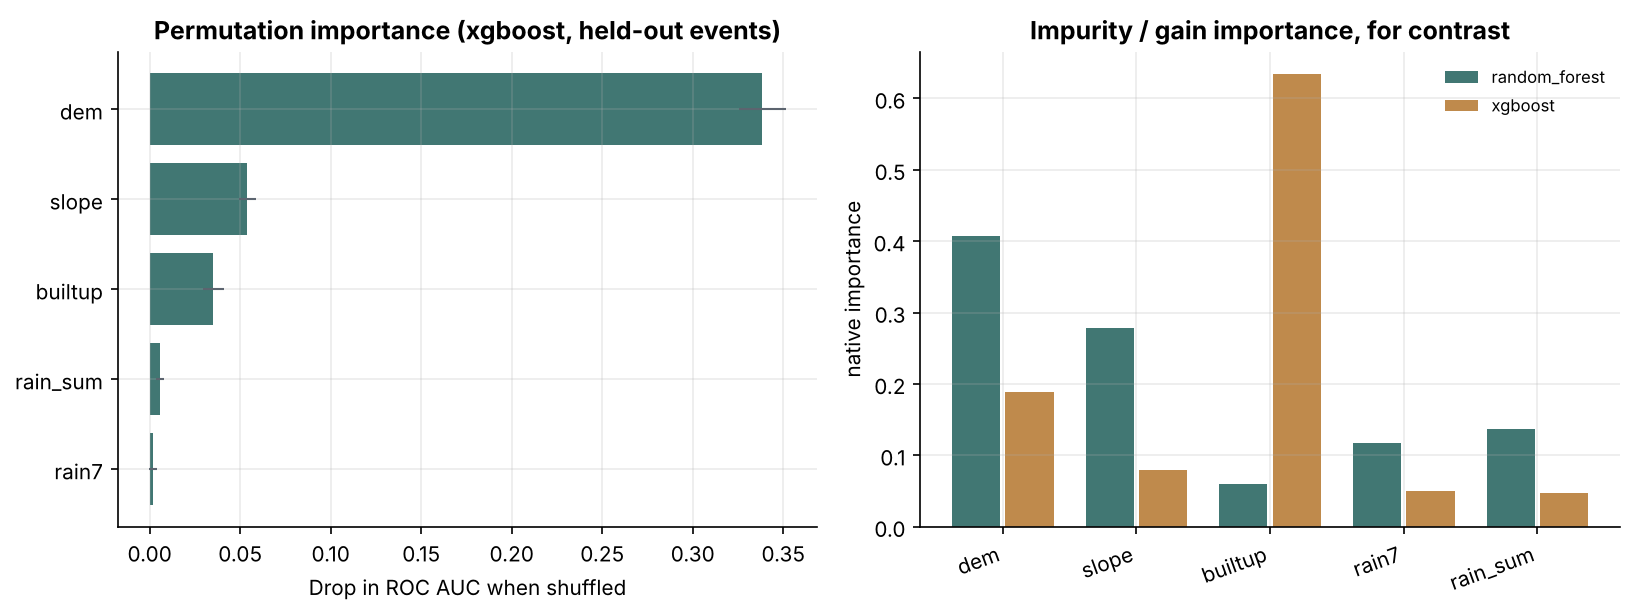 Permutation importance (xgboost, held-out events)
dem
slope
builtup
rain_sum
rain7
0.00 0.05 0.10 0.15 0.20 0.25 0.30 0.35
Drop in ROC AUC when shuffled
Impurity / gain importance, for contrast
random_forest
xgboost
native importance
0.6
0.5
0.4
0.3
0.2
0.1
0.0
dem slope builtup rain7 rain_sum